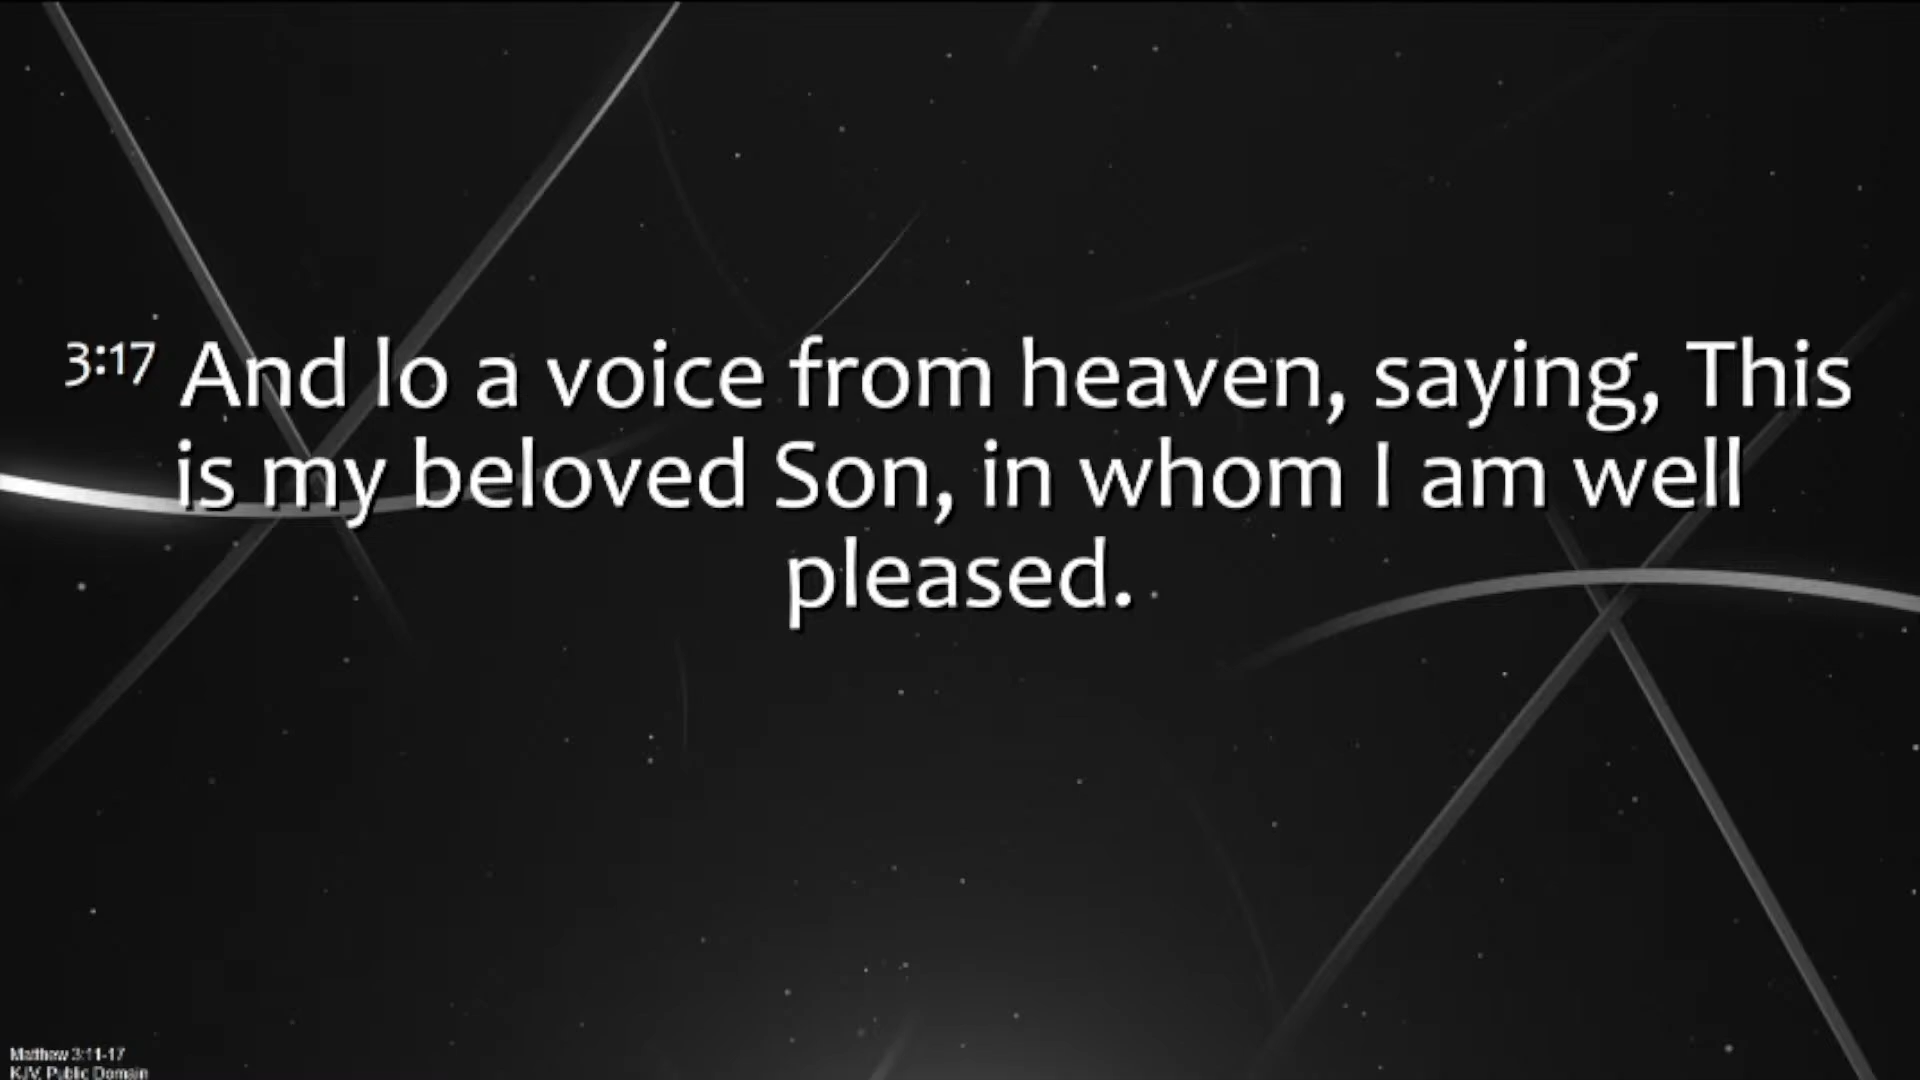 3:17 And lo a voice from heaven, saying, This
is my beloved Son, in whom I am well
pleased.
Matthew 3:11-17
KJV, Public Domain